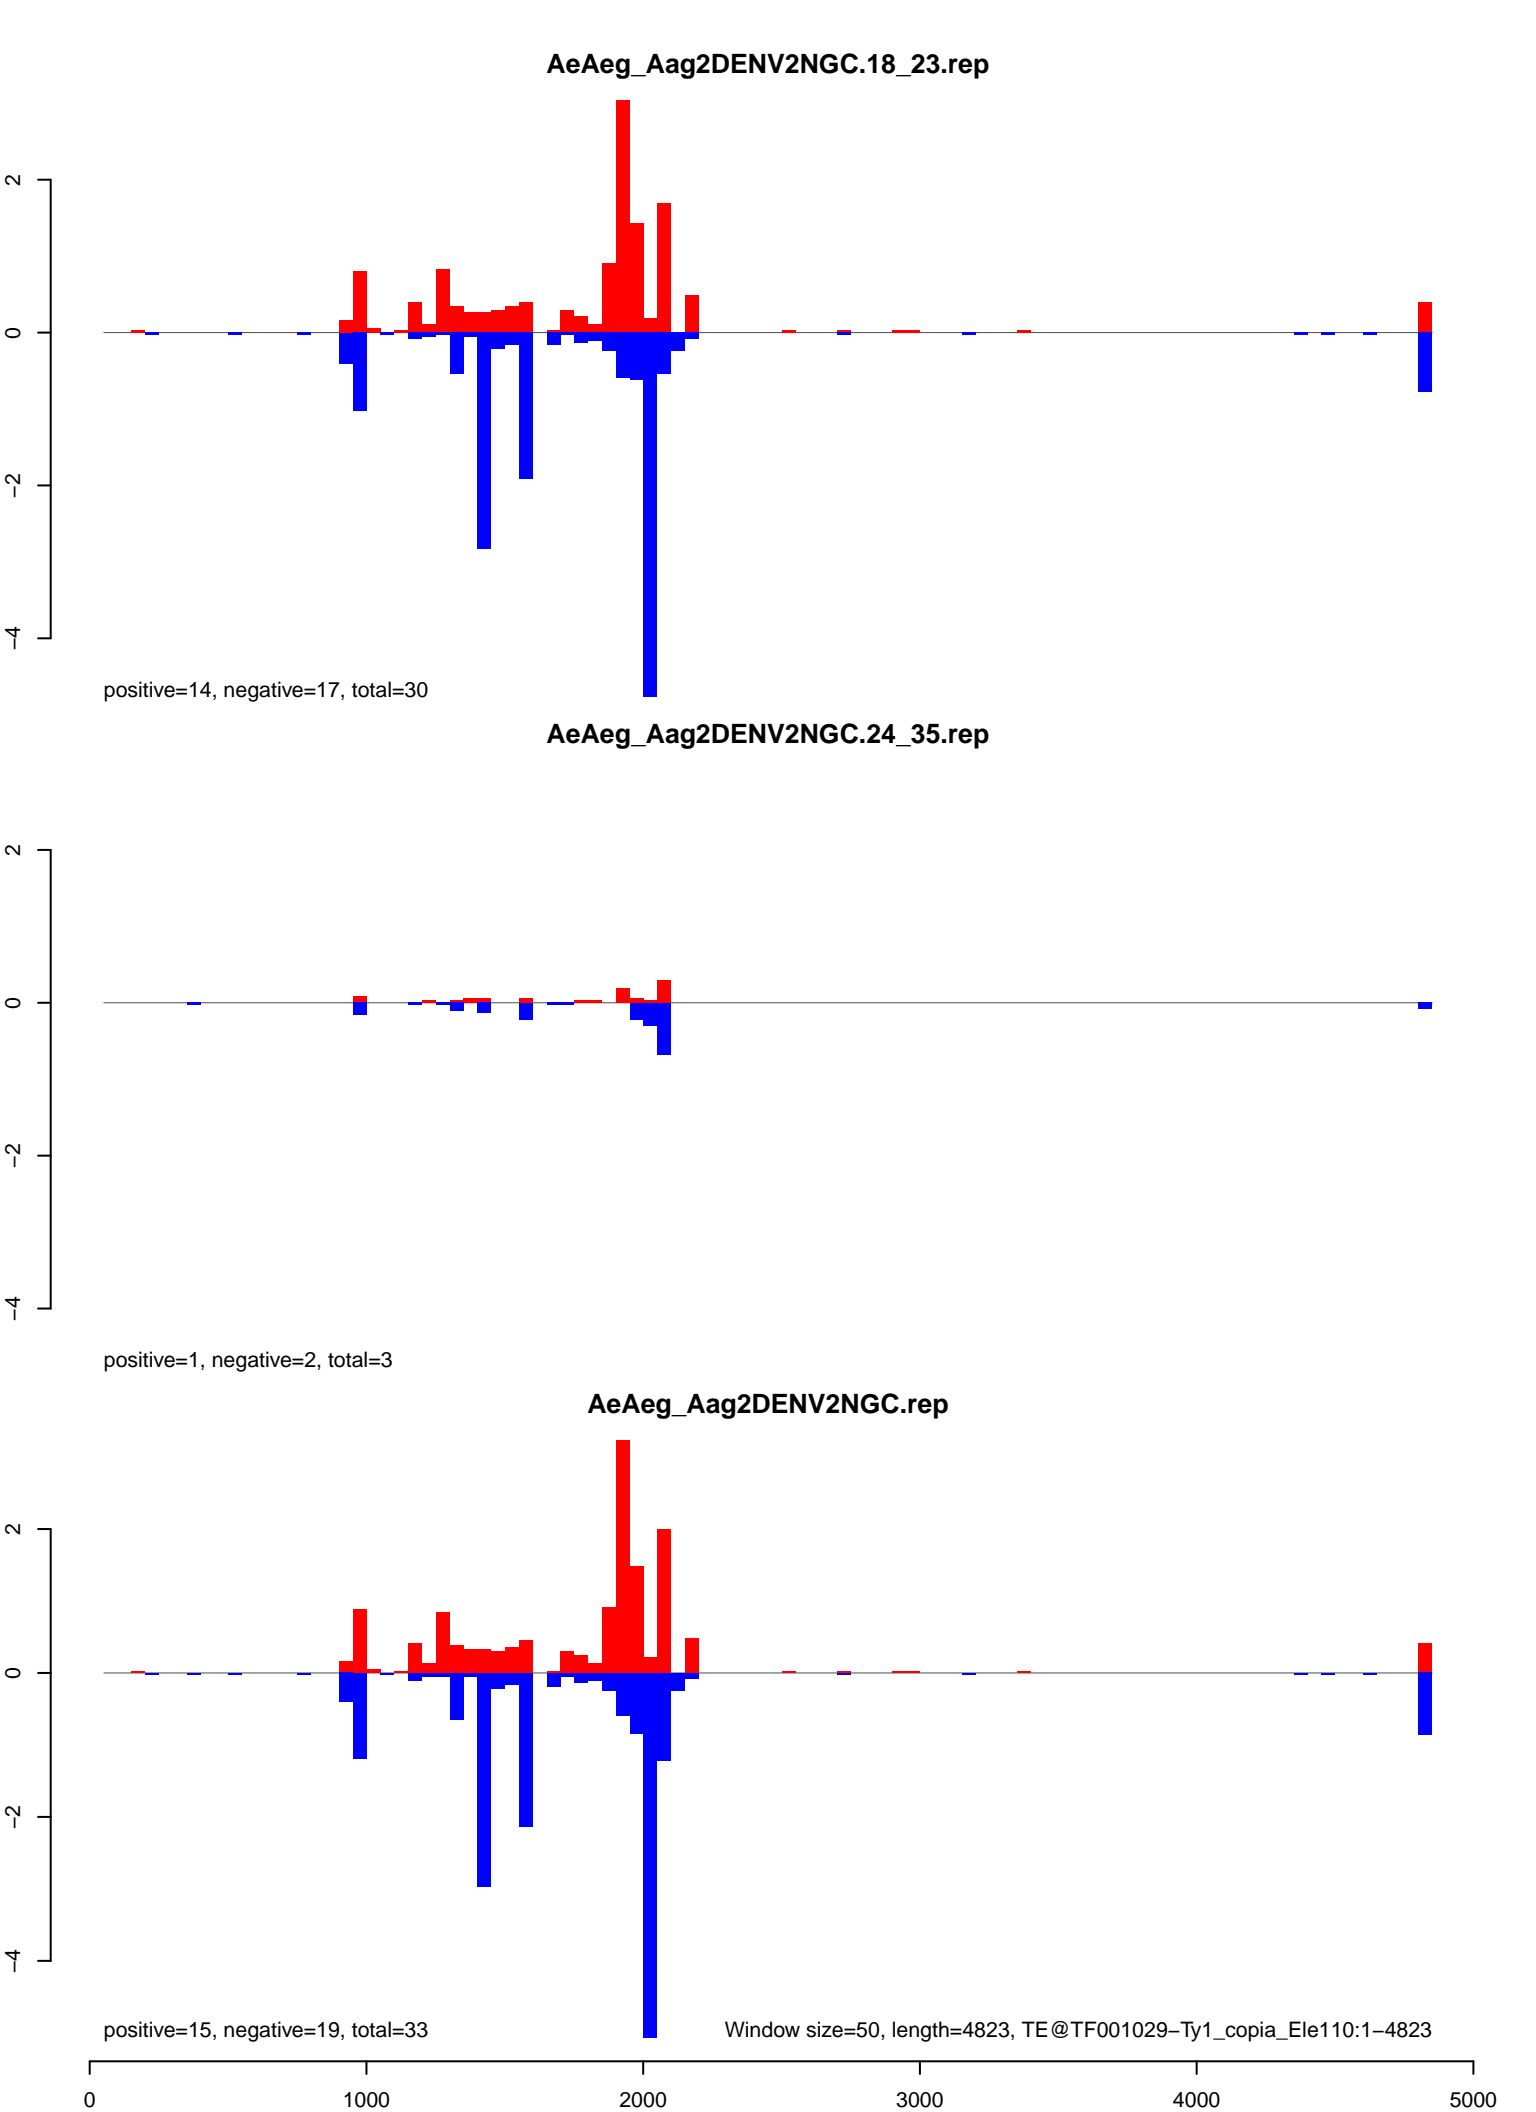 AeAeg_Aag2DENV2NGC.18_23.rep
2
0
−2
−4
positive=14, negative=17, total=30
AeAeg_Aag2DENV2NGC.24_35.rep
2
0
−2
−4
positive=1, negative=2, total=3
AeAeg_Aag2DENV2NGC.rep
2
0
−2
−4
positive=15, negative=19, total=33
Window size=50, length=4823, TE@TF001029−Ty1_copia_Ele110:1−4823
0 1000 2000 3000 4000 5000